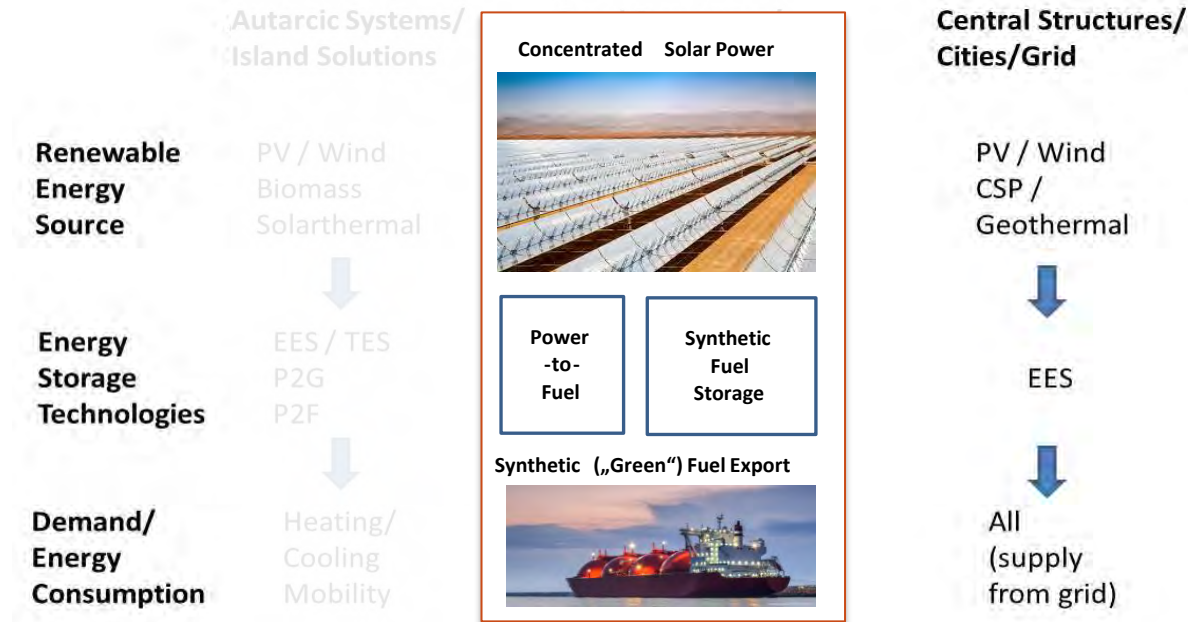 Autarcic Systems/
Island Solutions
Concentrated Solar Power
Central Structures/
Cities/Grid
Renewable
Energy
Source
PV / Wind
Biomass
Solarthermal
PV / Wind
CSP /
Geothermal
Energy
Storage
Technologies
EES / TES
P2G
P2F
Power
-to-
Fuel
Synthetic
Fuel
Storage
EES
Synthetic („Green“) Fuel Export
Demand/
Energy
Consumption
Heating/
Cooling
Mobility
All
(supply
from grid)